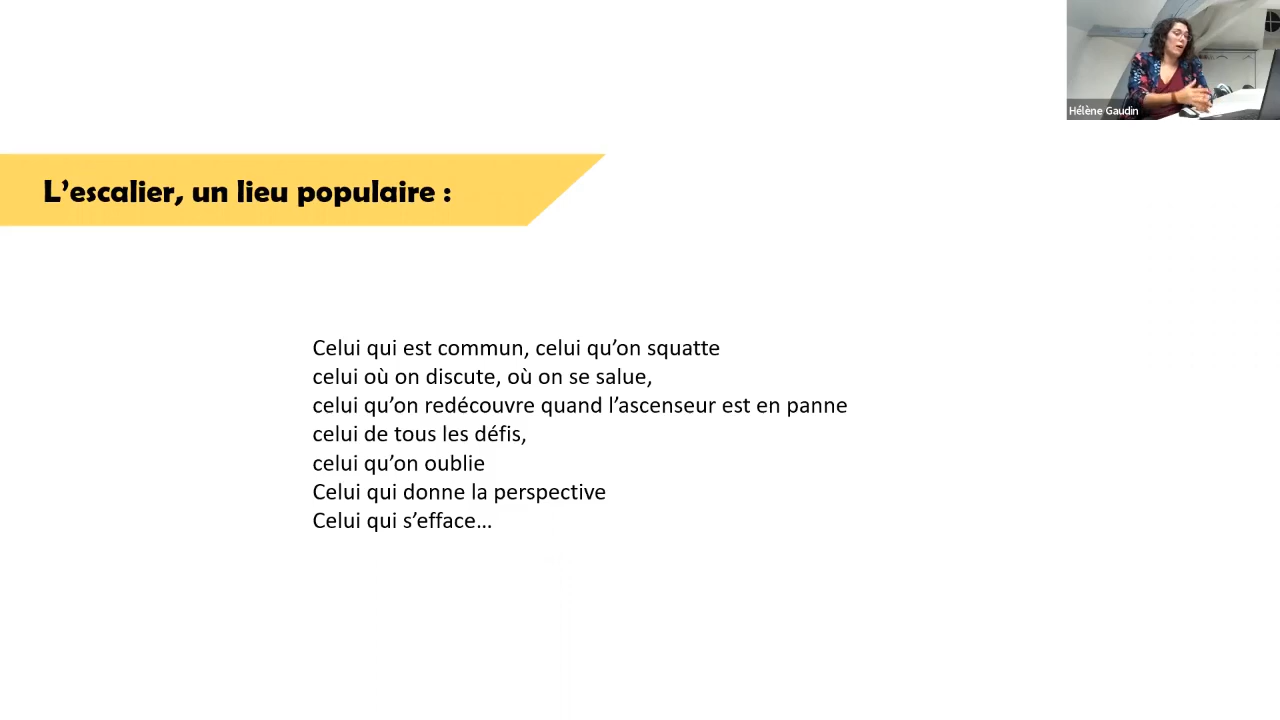 Hélène Gaudin
L’escalier, un lieu populaire :
Celui qui est commun, celui qu’on squatte
celui où on discute, où on se salue,
celui qu’on redécouvre quand l’ascenseur est en panne
celui de tous les défis,
celui qu’on oublie
Celui qui donne la perspective
Celui qui s’efface…